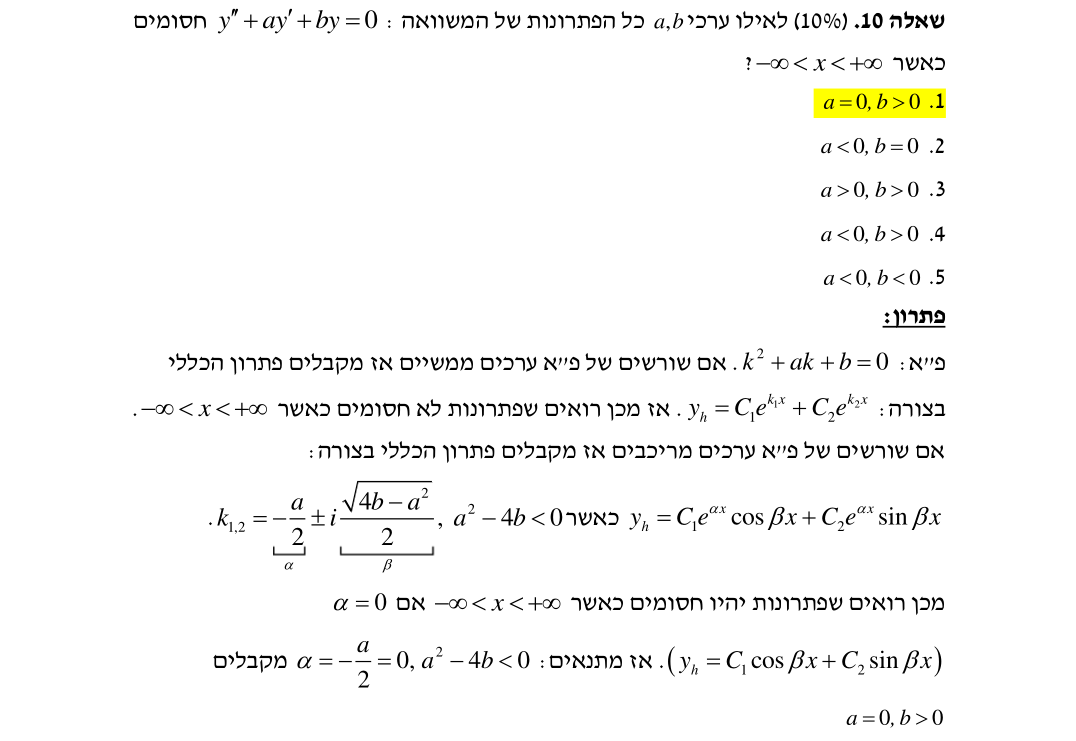 שאלה 10. (10%) לאילו ערכי a,b כל הפתרונות של המשוואה : y″ + ay′ + by = 0 חסומים
כאשר −∞ < x < +∞ ?
1. a = 0, b > 0
2. a < 0, b = 0
3. a > 0, b > 0
4. a < 0, b > 0
5. a < 0, b < 0
פתרון:
פ״א : k² + ak + b = 0 . אם שורשים של פ״א ערכים ממשיים אז מקבלים פתרון הכללי
בצורה : y_h = C₁e^{k₁x} + C₂e^{k₂x} . אז מכן רואים שפתרונות לא חסומים כאשר −∞ < x < +∞ .
אם שורשים של פ״א ערכים מריכבים אז מקבלים פתרון הכללי בצורה :
y_h = C₁e^{αx} cos βx + C₂e^{αx} sin βx כאשר a² − 4b < 0 , k_{1,2} = −a/2 ± i √(4b − a²)/2 .
α β
מכן רואים שפתרונות יהיו חסומים כאשר −∞ < x < +∞ אם α = 0
(y_h = C₁ cos βx + C₂ sin βx) . אז מתנאים : α = −a/2 = 0, a² − 4b < 0 מקבלים
a = 0, b > 0